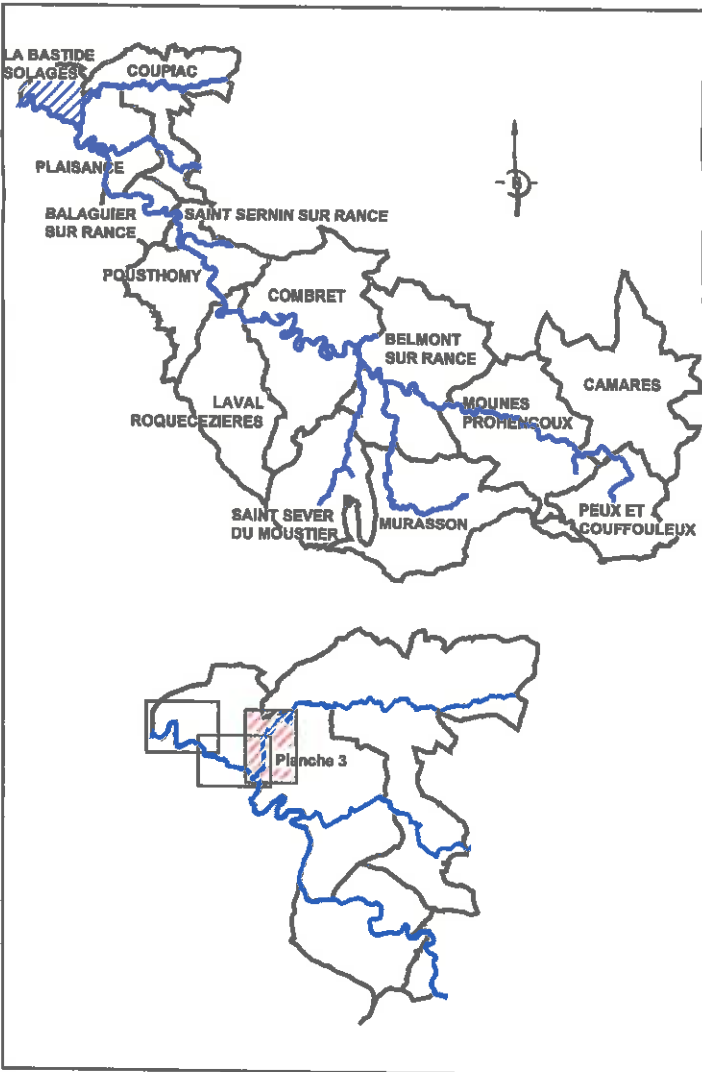 LA BASTIDE
SOLAGES
COUPIAC
PLAISANCE
BALAGUIER
SUR RANCE
SAINT SERNIN SUR RANCE
POUSTHOMY
COMBRET
BELMONT
SUR RANCE
CAMARES
LAVAL
ROQUECEZIERES
MOUNES
PROHENCOUX
SAINT SEVER
DU MOUSTIER
MURASSON
PEUX ET
COUFFOULEUX
N
Planche 3